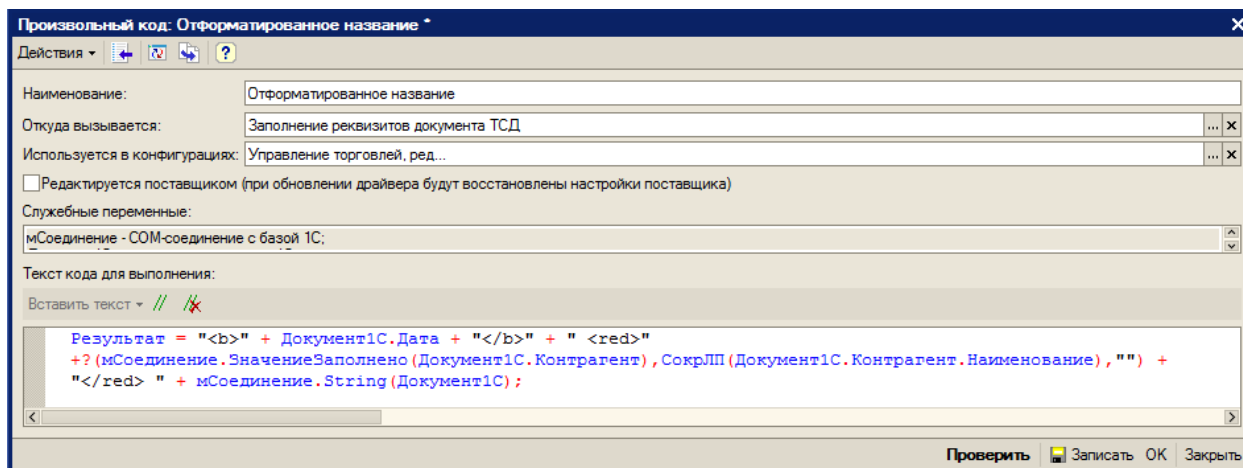 Произвольный код: Отформатированное название *
Действия
Наименование: Отформатированное название
Откуда вызывается: Заполнение реквизитов документа ТСД ...
Используется в конфигурациях: Управление торговлей, ред... ...
Редактируется поставщиком (при обновлении драйвера будут восстановлены настройки поставщика)
Служебные переменные:
мСоединение - COM-соединение с базой 1С;
Текст кода для выполнения:
Вставить текст
Результат = "<b>" + Документ1С.Дата + "</b>" + " <red>"
+?(мСоединение.ЗначениеЗаполнено(Документ1С.Контрагент),СокрЛП(Документ1С.Контрагент.Наименование),"") +
"</red> " + мСоединение.String(Документ1С);
Проверить Записать OK Закрыть